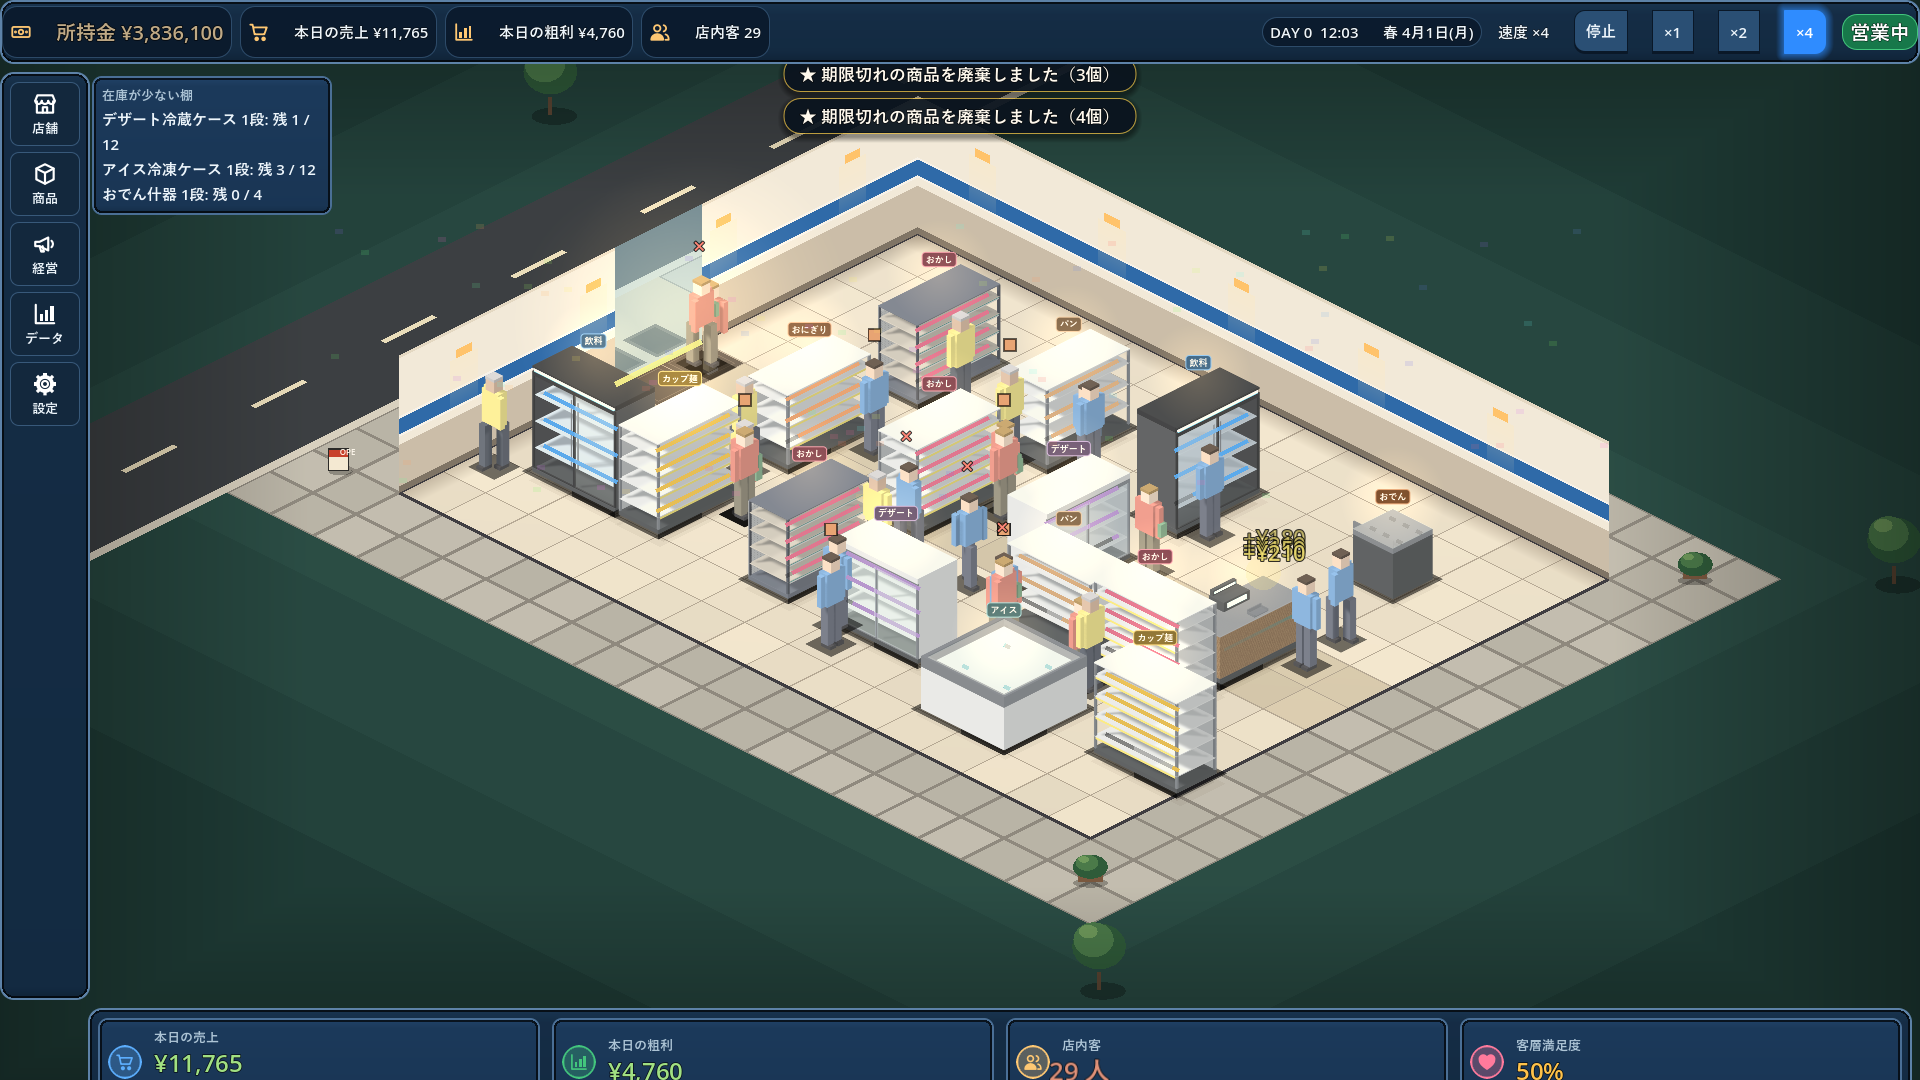 所持金 ¥3,836,100
本日の売上 ¥11,765
本日の粗利 ¥4,760
店内客 29
DAY 0 12:03 春 4月1日(月)
速度 ×4
停止
×1
×2
×4
営業中
店舗
商品
経営
データ
設定
在庫が少ない棚
デザート冷蔵ケース 1段: 残 1 /
12
アイス冷凍ケース 1段: 残 3 / 12
おでん什器 1段: 残 0 / 4
★ 期限切れの商品を廃棄しました（3個）
★ 期限切れの商品を廃棄しました（4個）
おかし
おにぎり
パン
飲料
飲料
カップ麺
おかし
おかし
デザート
デザート
パン
おでん
おかし
アイス
カップ麺
OPE
+¥210
本日の売上
¥11,765
本日の粗利
¥4,760
店内客
29 人
客層満足度
50%